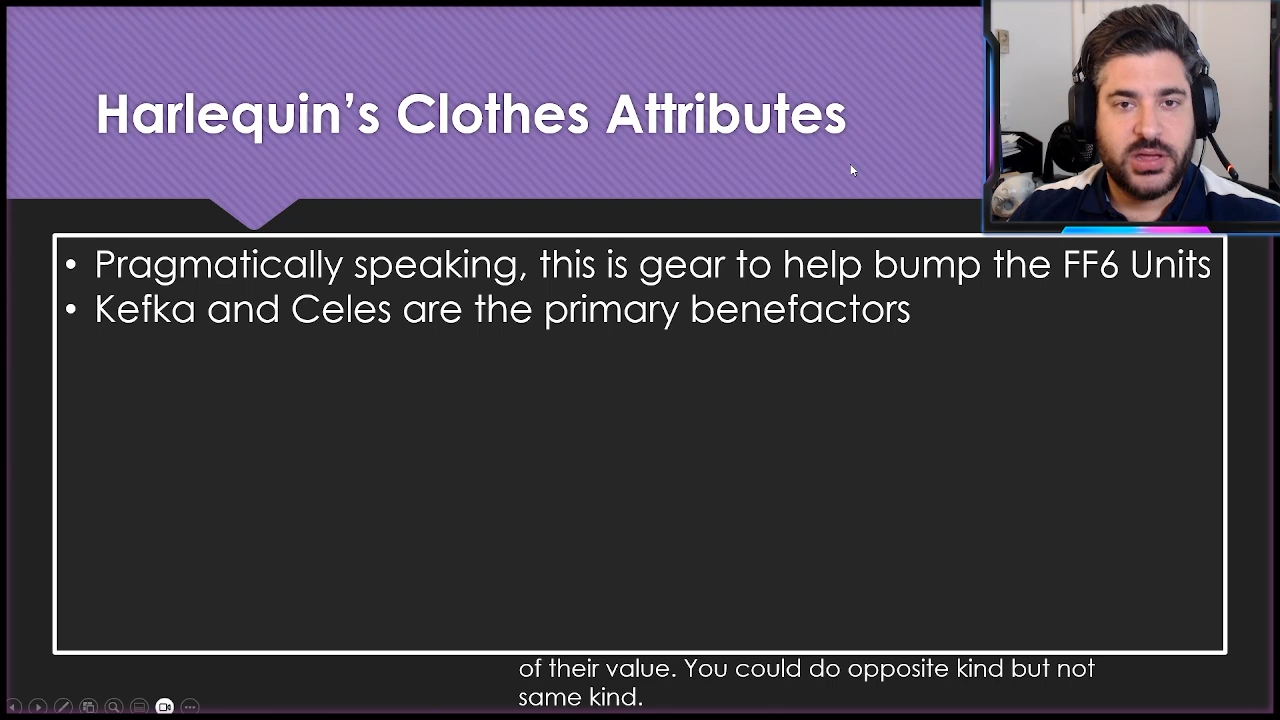 Harlequin’s Clothes Attributes
• Pragmatically speaking, this is gear to help bump the FF6 Units
• Kefka and Celes are the primary benefactors
of their value. You could do opposite kind but not
same kind.